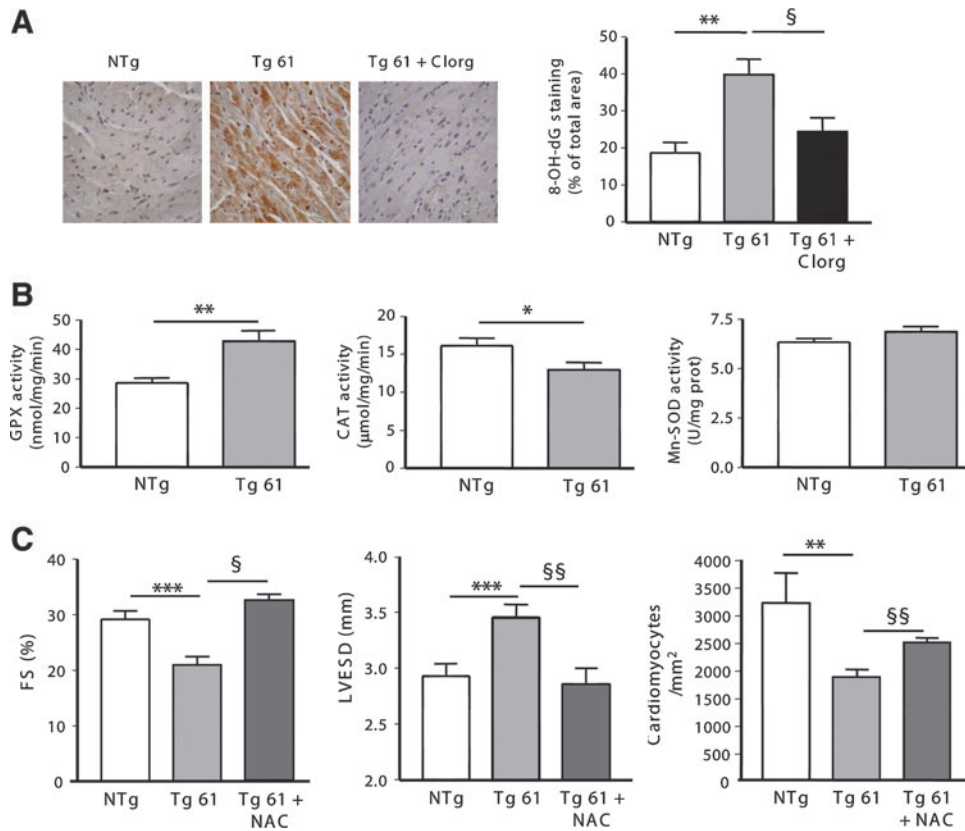 A
NTg
Tg 61
Tg 61 + Clorg
8-OH-dG staining
(% of total area)
50
40
30
20
10
0
**
§
NTg
Tg 61
Tg 61 +
Clorg
B
GPX activity
(nmol/mg/min)
50
40
30
20
10
0
**
NTg
Tg 61
CAT activity
(µmol/mg/min)
20
15
10
5
0
*
NTg
Tg 61
Mn-SOD activity
(U/mg prot)
7.5
5.0
2.5
0.0
NTg
Tg 61
C
FS (%)
40
30
20
10
0
***
§
NTg
Tg 61
Tg 61 +
NAC
LVESD (mm)
4.0
3.5
3.0
2.5
2.0
***
§§
NTg
Tg 61
Tg 61 +
NAC
Cardiomyocytes
/mm²
4000
3500
3000
2500
2000
1500
1000
500
0
**
§§
NTg
Tg 61
Tg 61
+ NAC